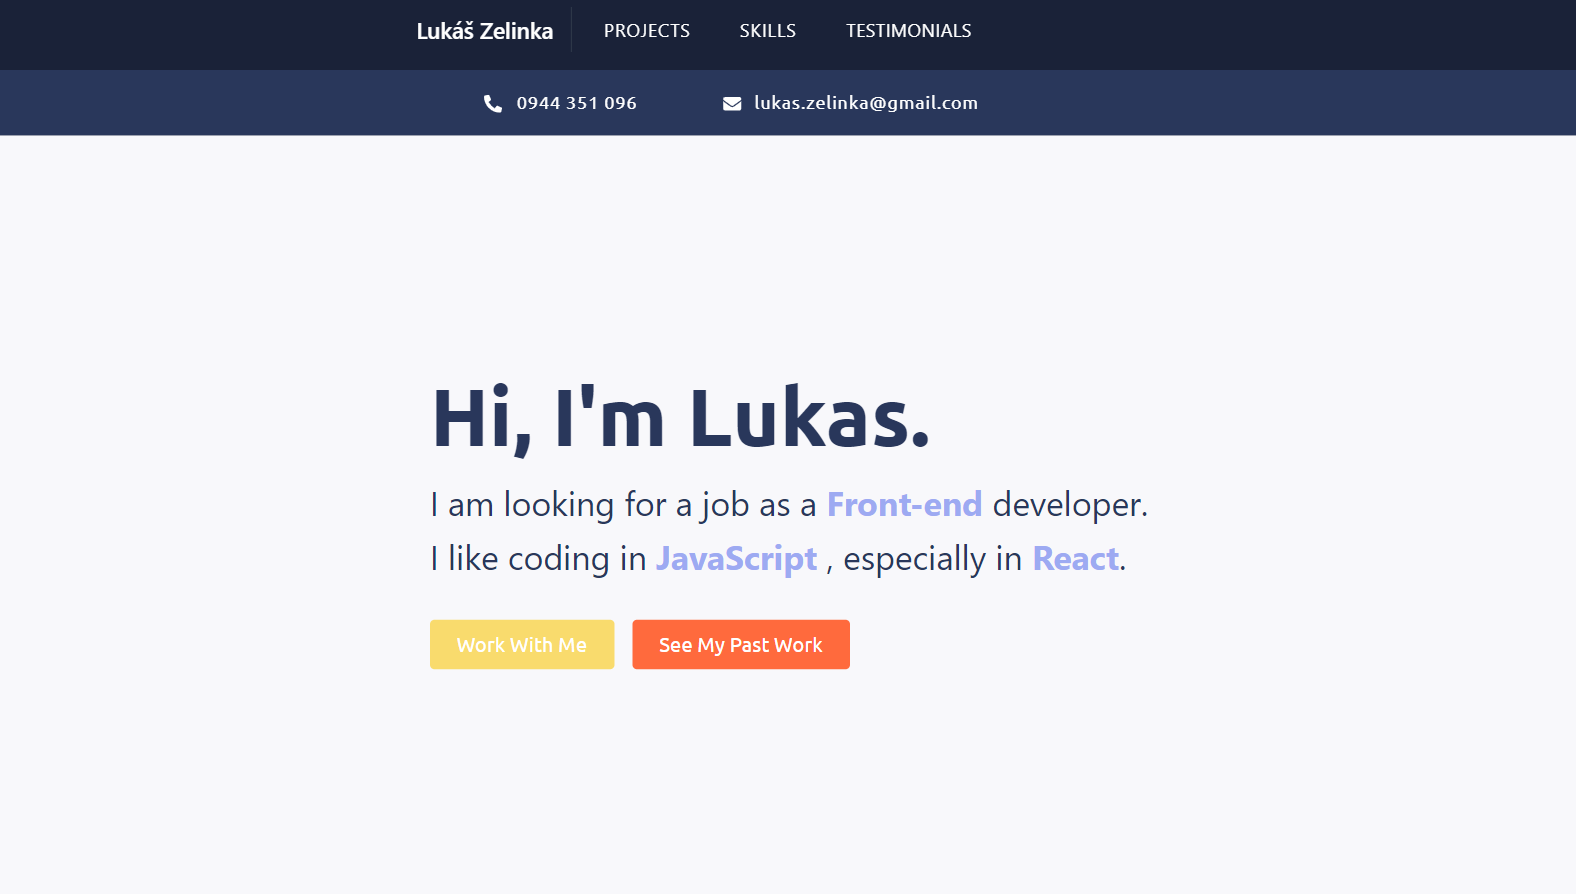 Lukáš Zelinka PROJECTS SKILLS TESTIMONIALS
0944 351 096 lukas.zelinka@gmail.com
Hi, I'm Lukas.
I am looking for a job as a Front-end developer.
I like coding in JavaScript , especially in React.
Work With Me See My Past Work